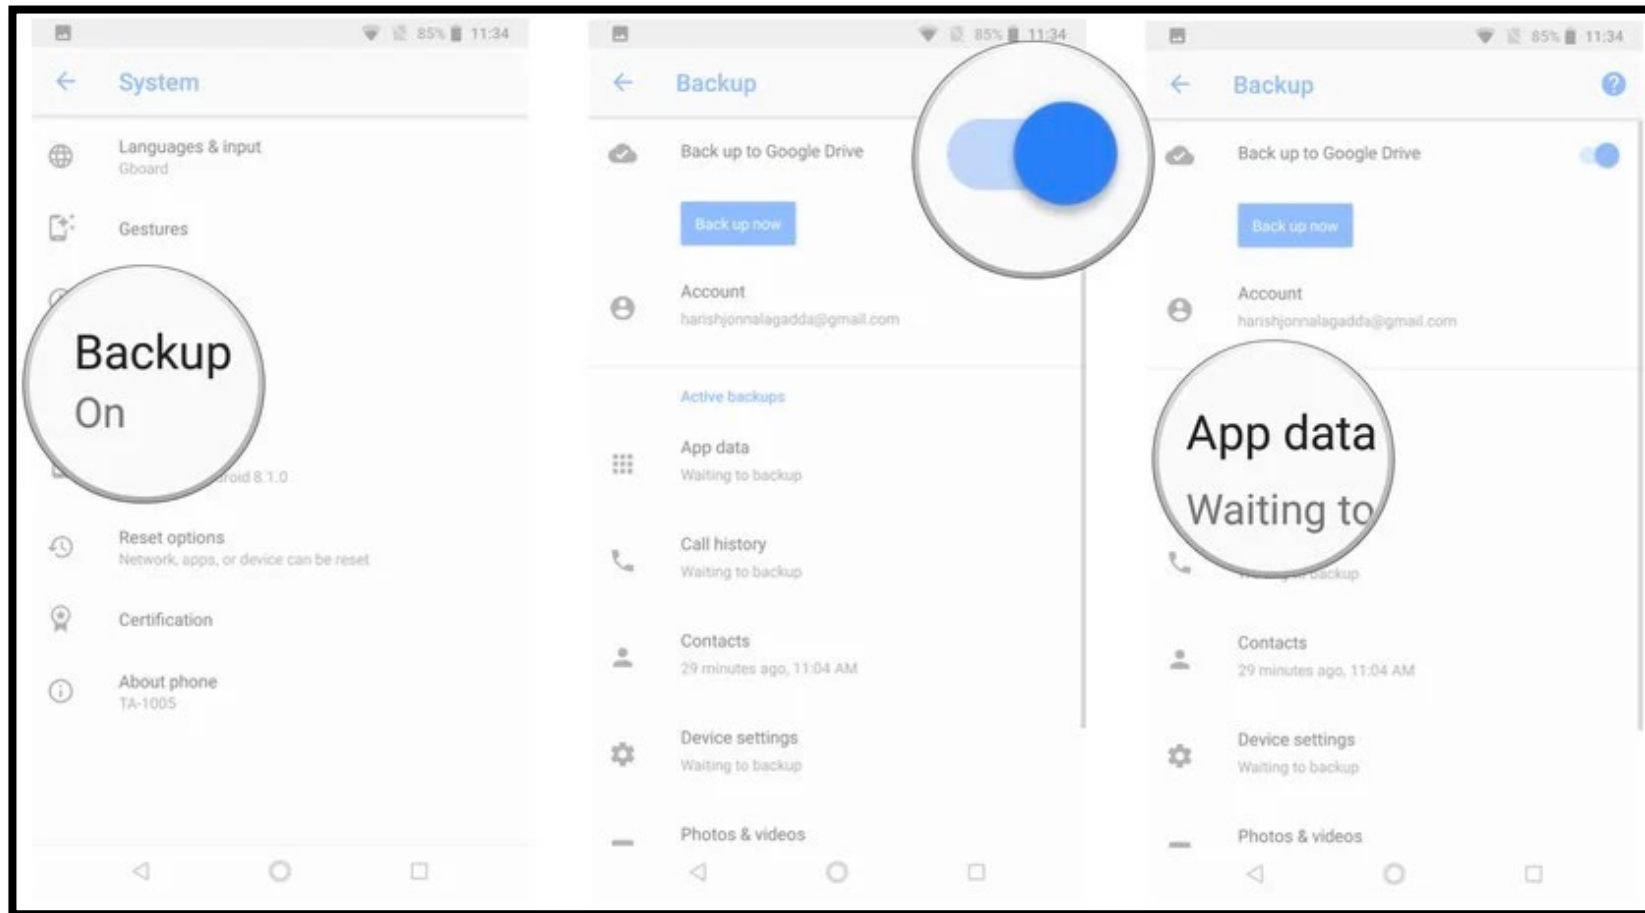 85% 11:34
System
Languages & input
Gboard
Gestures
Backup
On
roid 8.1.0
Reset options
Network, apps, or device can be reset
Certification
About phone
TA-1005
85% 11:34
Backup
Back up to Google Drive
Back up now
Account
harishjonnalagadda@gmail.com
Active backups
App data
Waiting to backup
Call history
Waiting to backup
Contacts
29 minutes ago, 11:04 AM
Device settings
Waiting to backup
Photos & videos
85% 11:34
Backup
?
Back up to Google Drive
Back up now
Account
harishjonnalagadda@gmail.com
App data
Waiting to
backup
Contacts
29 minutes ago, 11:04 AM
Device settings
Waiting to backup
Photos & videos